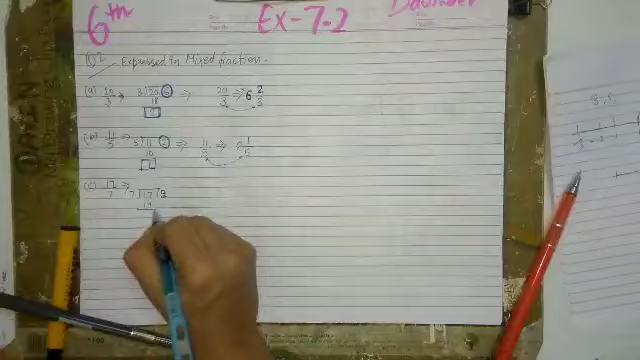 6th Ex-7.2
Q)2 Expressed in Mixed fraction.
(a) 20/3 → 3)20(6 ⇒ 20/3 ⇒ 6 2/3
18
2
(b) 11/5 ⇒ 5)11(2 ⇒ 11/5 → 2 1/5
10
1
(c) 17/7 ⇒ 7)17(2
14